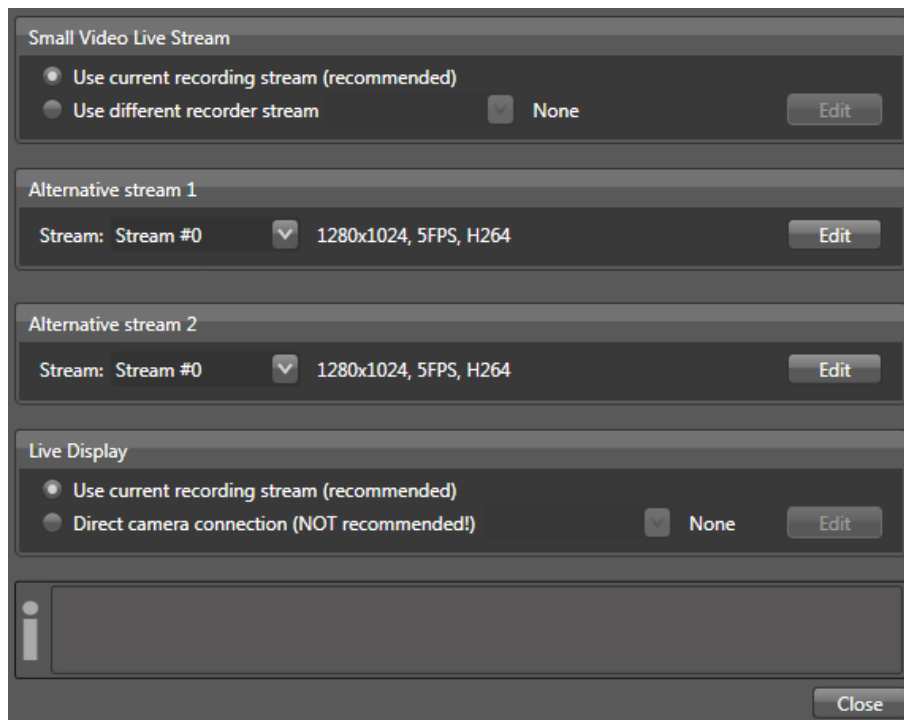 Small Video Live Stream
Use current recording stream (recommended)
Use different recorder stream None Edit
Alternative stream 1
Stream: Stream #0 1280x1024, 5FPS, H264 Edit
Alternative stream 2
Stream: Stream #0 1280x1024, 5FPS, H264 Edit
Live Display
Use current recording stream (recommended)
Direct camera connection (NOT recommended!) None Edit
Close